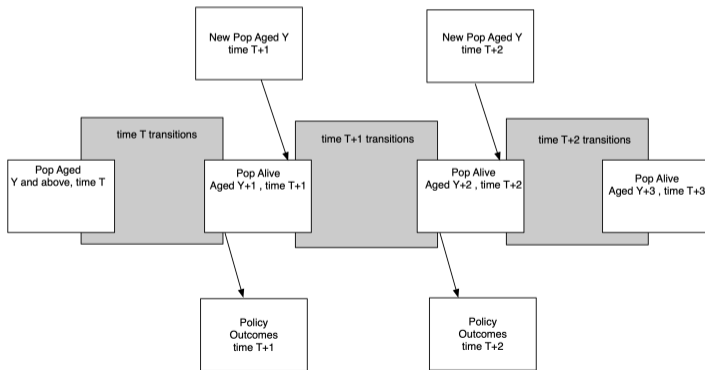 New Pop Aged Y
time T+1
New Pop Aged Y
time T+2
time T transitions
time T+1 transitions
time T+2 transitions
Pop Aged
Y and above, time T
Pop Alive
Aged Y+1 , time T+1
Pop Alive
Aged Y+2 , time T+2
Pop Alive
Aged Y+3 , time T+3
Policy
Outcomes
time T+1
Policy
Outcomes
time T+2